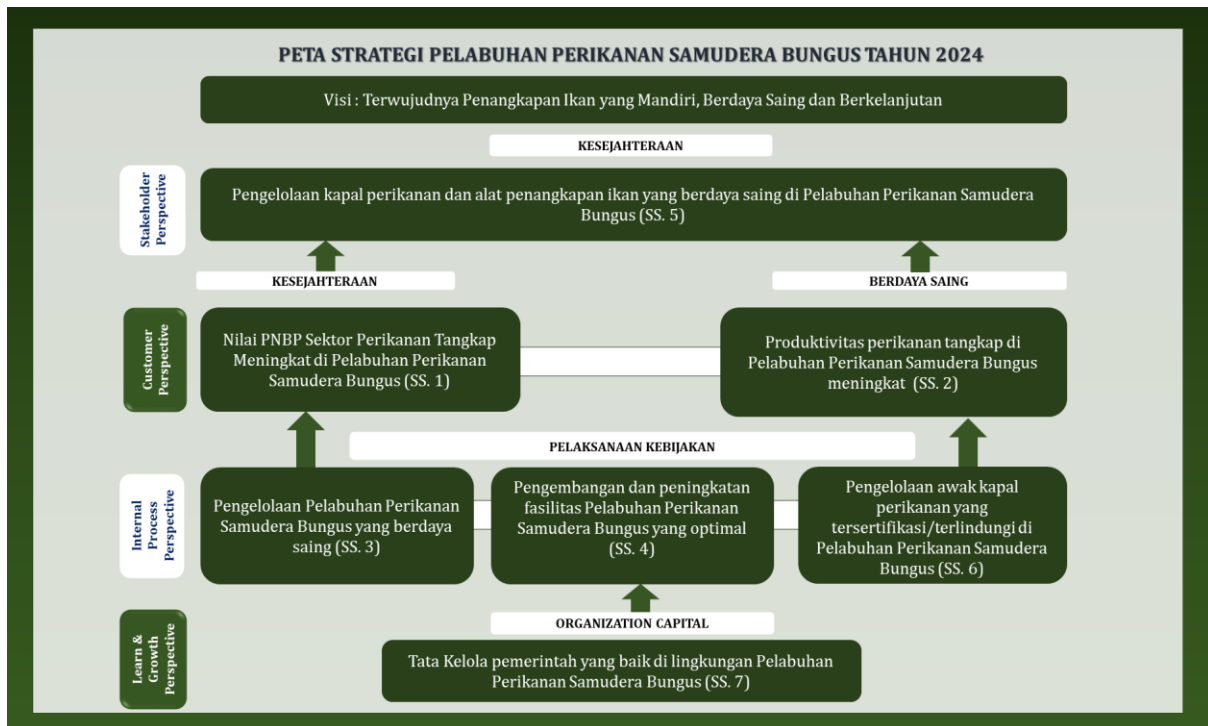 PETA STRATEGI PELABUHAN PERIKANAN SAMUDERA BUNGUS TAHUN 2024
Visi : Terwujudnya Penangkapan Ikan yang Mandiri, Berdaya Saing dan Berkelanjutan
KESEJAHTERAAN
Stakeholder
Perspective
Pengelolaan kapal perikanan dan alat penangkapan ikan yang berdaya saing di Pelabuhan Perikanan Samudera
Bungus (SS. 5)
KESEJAHTERAAN
BERDAYA SAING
Customer
Perspective
Nilai PNBP Sektor Perikanan Tangkap
Meningkat di Pelabuhan Perikanan
Samudera Bungus (SS. 1)
Produktivitas perikanan tangkap di
Pelabuhan Perikanan Samudera Bungus
meningkat (SS. 2)
PELAKSANAAN KEBIJAKAN
Internal
Process
Perspective
Pengelolaan Pelabuhan Perikanan
Samudera Bungus yang berdaya
saing (SS. 3)
Pengembangan dan peningkatan
fasilitas Pelabuhan Perikanan
Samudera Bungus yang optimal
(SS. 4)
Pengelolaan awak kapal
perikanan yang
tersertifikasi/terlindungi di
Pelabuhan Perikanan Samudera
Bungus (SS. 6)
ORGANIZATION CAPITAL
Learn &
Growth
Perspective
Tata Kelola pemerintah yang baik di lingkungan Pelabuhan
Perikanan Samudera Bungus (SS. 7)